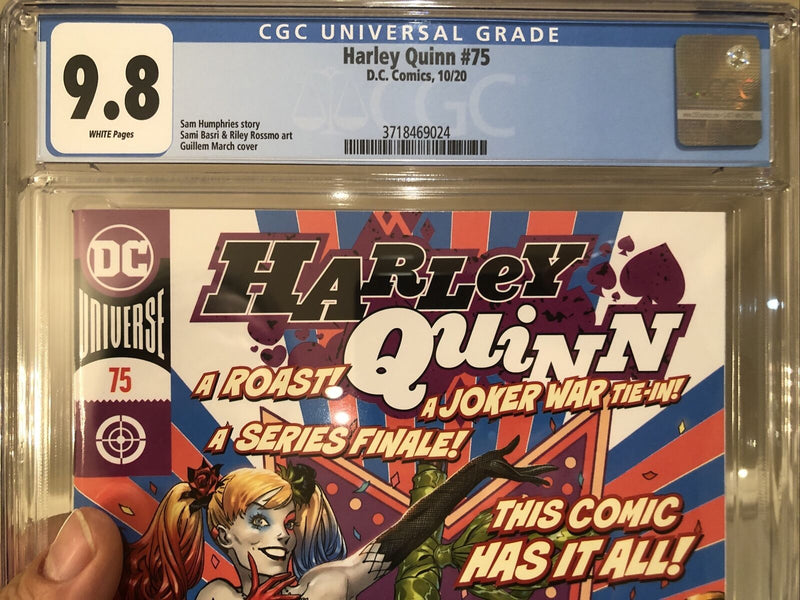 CGC UNIVERSAL GRADE
9.8
WHITE Pages
Harley Quinn #75
D.C. Comics, 10/20
CGC
Sam Humphries story
Sami Basri & Riley Rossmo art
Guillem March cover
3718469024
DC
UNIVERSE
75
HARLEY
QUINN
A ROAST!
A JOKER WAR TIE-IN!
A SERIES FINALE!
THIS COMIC
HAS IT ALL!